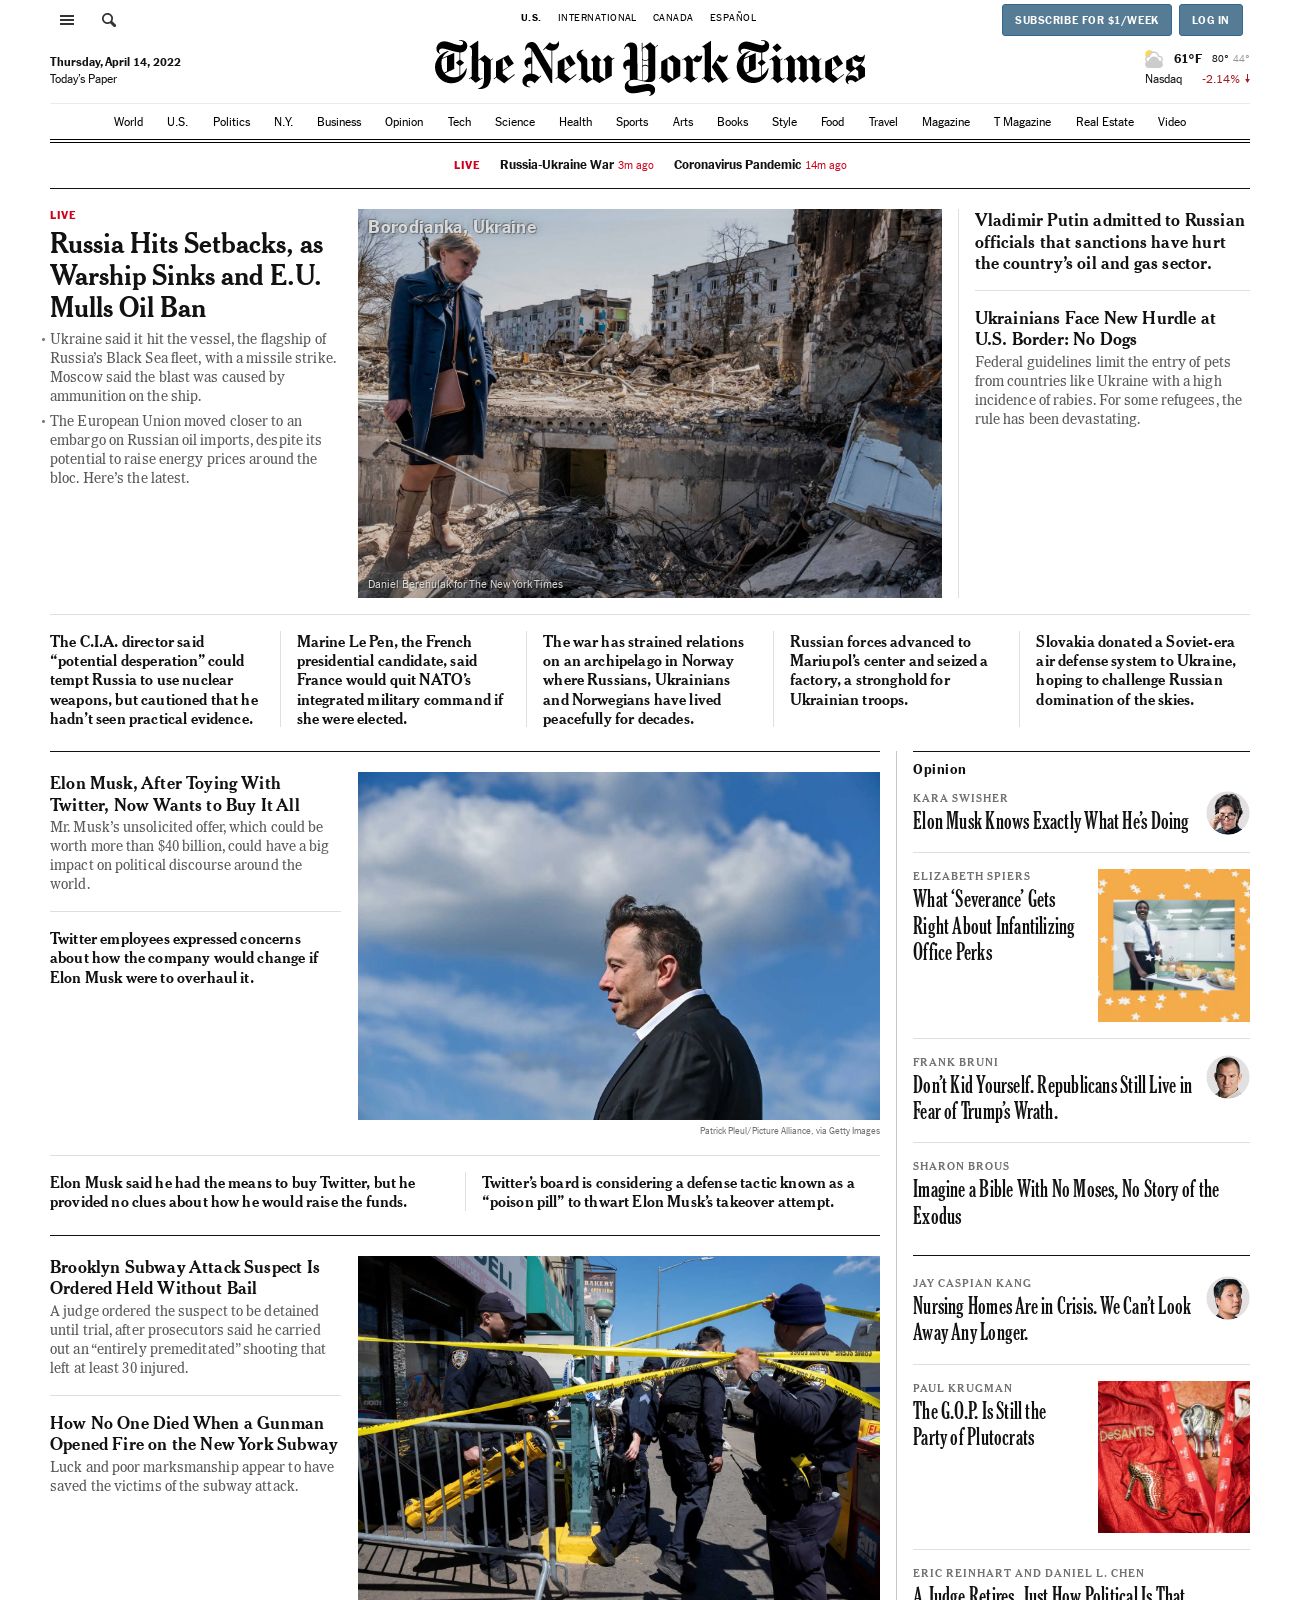 U.S. INTERNATIONAL CANADA ESPAÑOL
SUBSCRIBE FOR $1/WEEK LOG IN
Thursday, April 14, 2022
Today's Paper
The New York Times
61°F 80° 44°
Nasdaq -2.14%
World U.S. Politics N.Y. Business Opinion Tech Science Health Sports Arts Books Style Food Travel Magazine T Magazine Real Estate Video
LIVE Russia-Ukraine War 3m ago Coronavirus Pandemic 14m ago
LIVE
Russia Hits Setbacks, as
Warship Sinks and E.U.
Mulls Oil Ban
• Ukraine said it hit the vessel, the flagship of
Russia's Black Sea fleet, with a missile strike.
Moscow said the blast was caused by
ammunition on the ship.
• The European Union moved closer to an
embargo on Russian oil imports, despite its
potential to raise energy prices around the
bloc. Here's the latest.
Borodianka, Ukraine
Daniel Berehulak for The New York Times
Vladimir Putin admitted to Russian
officials that sanctions have hurt
the country's oil and gas sector.
Ukrainians Face New Hurdle at
U.S. Border: No Dogs
Federal guidelines limit the entry of pets
from countries like Ukraine with a high
incidence of rabies. For some refugees, the
rule has been devastating.
The C.I.A. director said
“potential desperation” could
tempt Russia to use nuclear
weapons, but cautioned that he
hadn't seen practical evidence.
Marine Le Pen, the French
presidential candidate, said
France would quit NATO's
integrated military command if
she were elected.
The war has strained relations
on an archipelago in Norway
where Russians, Ukrainians
and Norwegians have lived
peacefully for decades.
Russian forces advanced to
Mariupol's center and seized a
factory, a stronghold for
Ukrainian troops.
Slovakia donated a Soviet-era
air defense system to Ukraine,
hoping to challenge Russian
domination of the skies.
Elon Musk, After Toying With
Twitter, Now Wants to Buy It All
Mr. Musk's unsolicited offer, which could be
worth more than $40 billion, could have a big
impact on political discourse around the
world.
Twitter employees expressed concerns
about how the company would change if
Elon Musk were to overhaul it.
Patrick Pleul/Picture Alliance, via Getty Images
Elon Musk said he had the means to buy Twitter, but he
provided no clues about how he would raise the funds.
Twitter's board is considering a defense tactic known as a
“poison pill” to thwart Elon Musk's takeover attempt.
Brooklyn Subway Attack Suspect Is
Ordered Held Without Bail
A judge ordered the suspect to be detained
until trial, after prosecutors said he carried
out an “entirely premeditated” shooting that
left at least 30 injured.
How No One Died When a Gunman
Opened Fire on the New York Subway
Luck and poor marksmanship appear to have
saved the victims of the subway attack.
DELI
BAKERY
Opinion
KARA SWISHER
Elon Musk Knows Exactly What He's Doing
ELIZABETH SPIERS
What ‘Severance’ Gets
Right About Infantilizing
Office Perks
FRANK BRUNI
Don't Kid Yourself. Republicans Still Live in
Fear of Trump's Wrath.
SHARON BROUS
Imagine a Bible With No Moses, No Story of the
Exodus
JAY CASPIAN KANG
Nursing Homes Are in Crisis. We Can't Look
Away Any Longer.
PAUL KRUGMAN
The G.O.P. Is Still the
Party of Plutocrats
DeSANTIS
ERIC REINHART AND DANIEL L. CHEN
A Judge Retires. Just How Political Is That